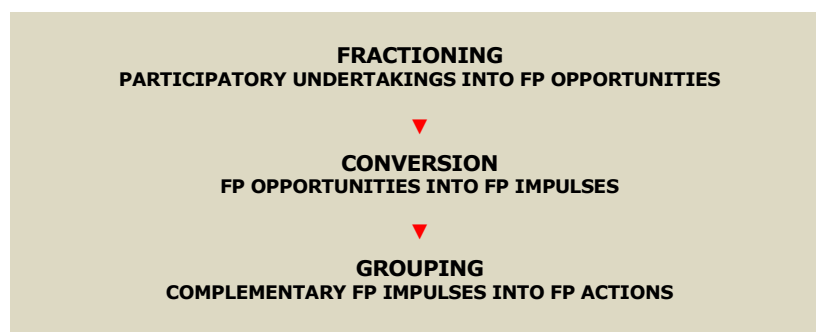 FRACTIONING
PARTICIPATORY UNDERTAKINGS INTO FP OPPORTUNITIES
CONVERSION
FP OPPORTUNITIES INTO FP IMPULSES
GROUPING
COMPLEMENTARY FP IMPULSES INTO FP ACTIONS